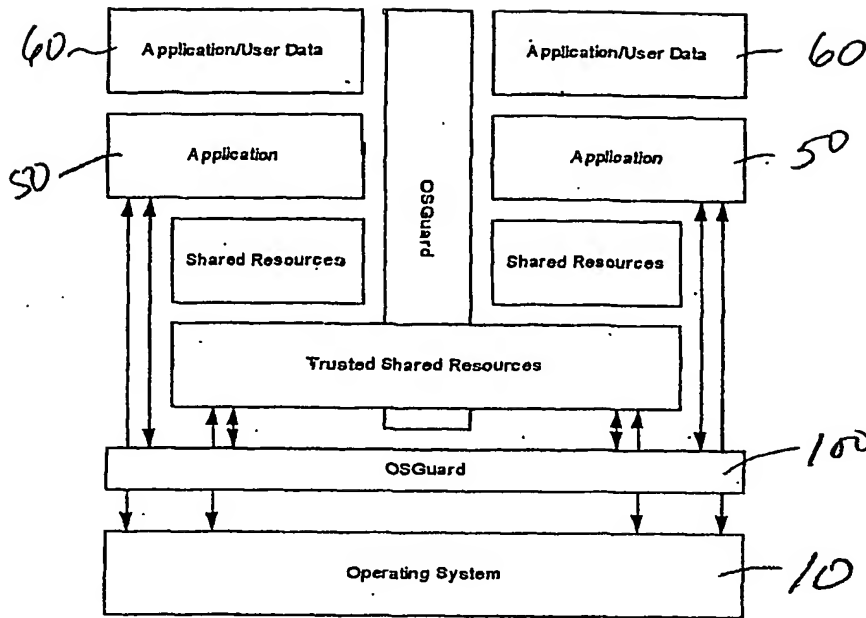 60 Application/User Data Application/User Data 60
50 Application Application 50
OSGuard
Shared Resources Shared Resources
Trusted Shared Resources
OSGuard 100
Operating System 10